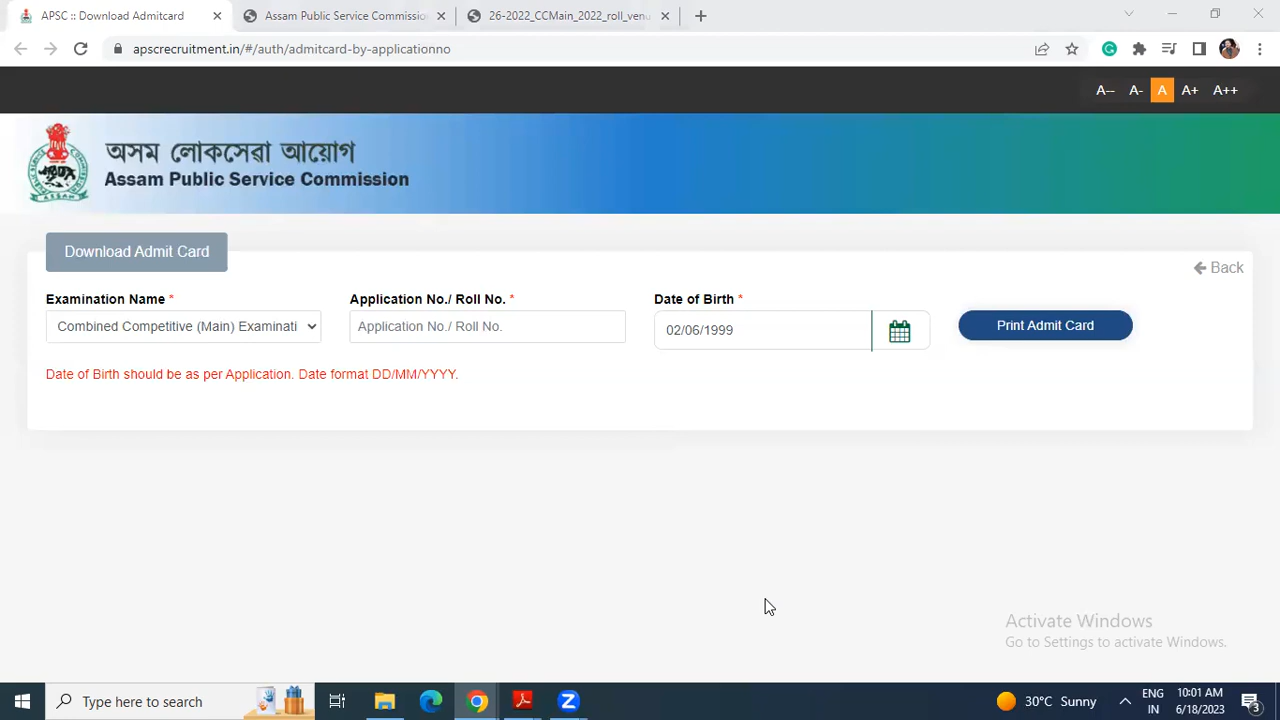 APSC :: Download Admitcard
Assam Public Service Commissio
26-2022_CCMain_2022_roll_venu
apscrecruitment.in/#/auth/admitcard-by-applicationno
A-- A- A A+ A++
অসম লোকসেৱা আয়োগ
Assam Public Service Commission
Download Admit Card
Back
Examination Name * Application No./ Roll No. * Date of Birth *
Combined Competitive (Main) Examinati Application No./ Roll No. 02/06/1999 Print Admit Card
Date of Birth should be as per Application. Date format DD/MM/YYYY.
Activate Windows
Go to Settings to activate Windows.
Type here to search 30°C Sunny ENG 10:01 AM
IN 6/18/2023 3